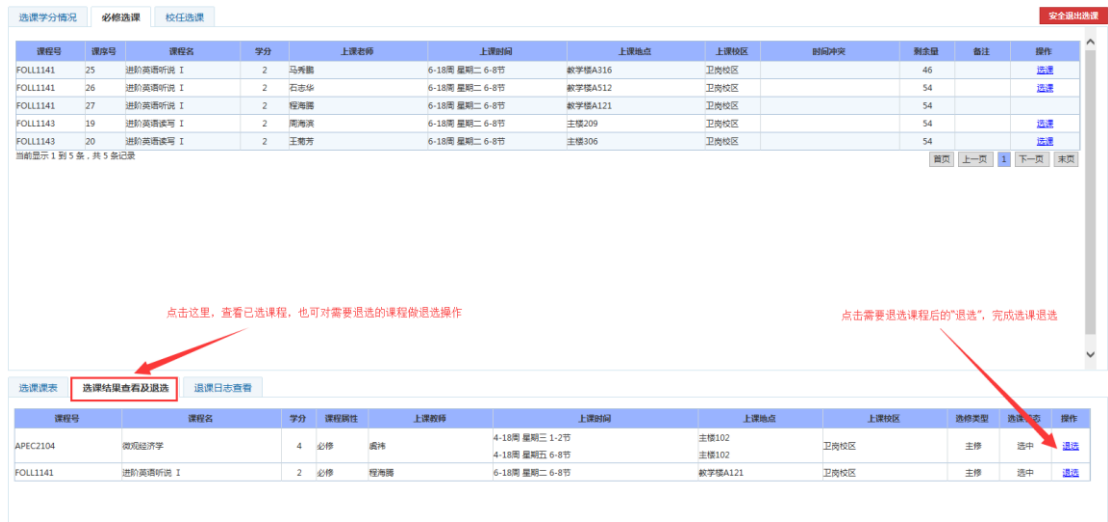 选课学分情况 必修选课 校任选课 安全退出选课
课程号 课序号 课程名 学分 上课老师 上课时间 上课地点 上课校区 时间冲突 剩余量 备注 操作
FOLL1141 25 进阶英语听说 I 2 马秀鹏 6-18周 星期二 6-8节 教学楼A316 卫岗校区 46 选课
FOLL1141 26 进阶英语听说 I 2 石志华 6-18周 星期二 6-8节 教学楼A512 卫岗校区 54 选课
FOLL1141 27 进阶英语听说 I 2 程海腾 6-18周 星期二 6-8节 教学楼A121 卫岗校区 54
FOLL1143 19 进阶英语读写 I 2 周海滨 6-18周 星期二 6-8节 主楼209 卫岗校区 54 选课
FOLL1143 20 进阶英语读写 I 2 王菊芳 6-18周 星期二 6-8节 主楼306 卫岗校区 54 选课
当前显示 1 到 5 条，共 5 条记录 首页 上一页 1 下一页 末页
点击这里，查看已选课程，也可对需要退选的课程做退选操作
点击需要退选课程后的“退选”，完成选课退选
选课课表 选课结果查看及退选 退课日志查看
课程号 课程名 学分 课程属性 上课教师 上课时间 上课地点 上课校区 选修类型 操作
APEC2104 微观经济学 4 必修 4-18周 星期三 1-2节 主楼102 卫岗校区 主修 选中 退选
4-18周 星期五 6-8节 主楼102
FOLL1141 进阶英语听说 I 2 必修 程海腾 6-18周 星期二 6-8节 教学楼A121 卫岗校区 主修 选中 退选